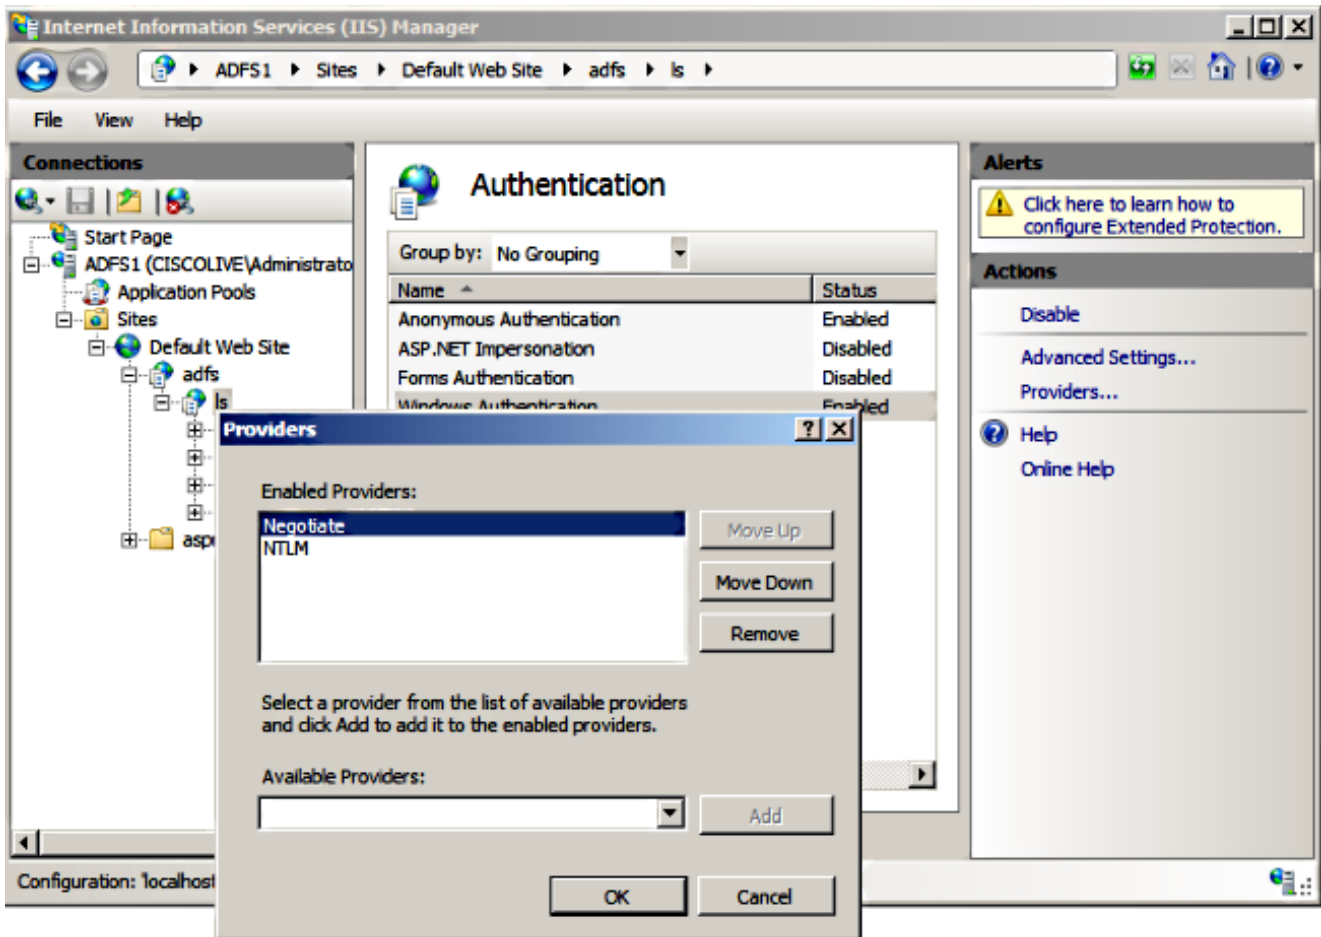 Internet Information Services (IIS) Manager
ADFS1 Sites Default Web Site adfs ls
File View Help
Connections
Start Page
ADFS1 (CISCOLIVE\Administrato
Application Pools
Sites
Default Web Site
adfs
ls
asp
Configuration: 'localhost
Authentication
Group by: No Grouping
Name Status
Anonymous Authentication Enabled
ASP.NET Impersonation Disabled
Forms Authentication Disabled
Windows Authentication Enabled
Providers
Enabled Providers:
Negotiate
NTLM
Move Up
Move Down
Remove
Select a provider from the list of available providers
and click Add to add it to the enabled providers.
Available Providers:
Add
OK Cancel
Alerts
Click here to learn how to
configure Extended Protection.
Actions
Disable
Advanced Settings...
Providers...
Help
Online Help